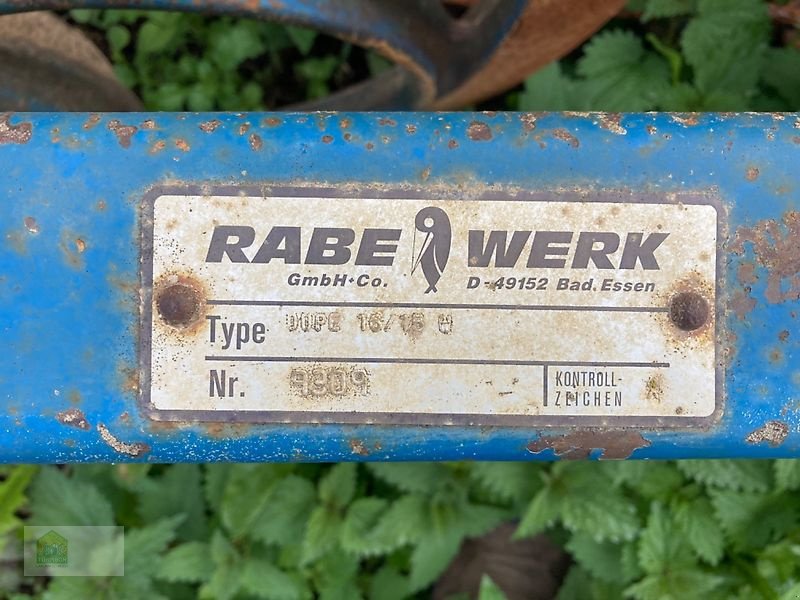 RABE WERK
GmbH+Co. D-49152 Bad. Essen
Type 16/15 W
Nr. 9309
KONTROLL-
ZEICHEN